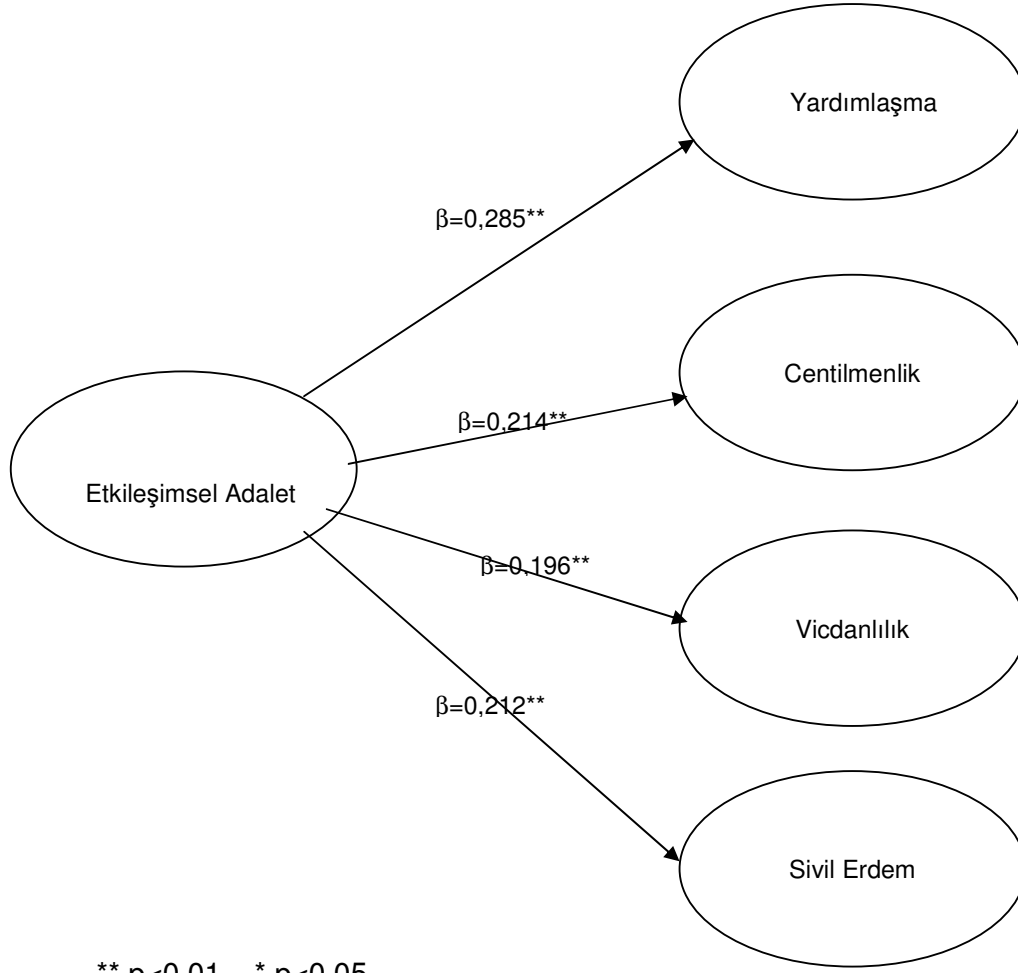 Yardımlaşma
β=0,285**
Centilmenlik
β=0,214**
Etkileşimsel Adalet
β=0,196**
Vicdanlılık
β=0,212**
Sivil Erdem
** p<0,01 * p<0,05